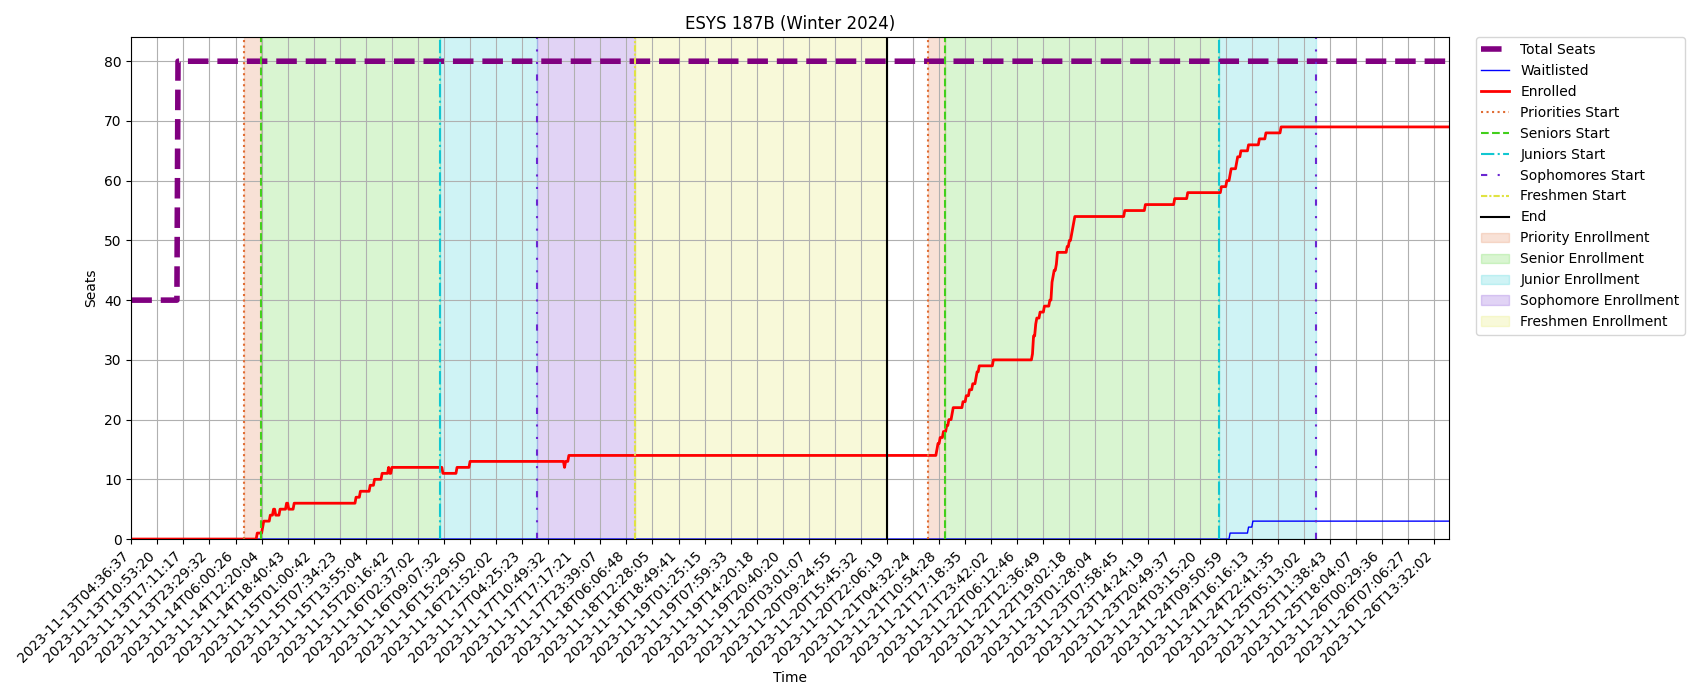 ESYS 187B (Winter 2024)
Seats
80
70
60
50
40
30
20
10
0
2023-11-13T04:36:37
2023-11-13T10:53:20
2023-11-13T17:11:17
2023-11-13T23:29:32
2023-11-14T06:00:26
2023-11-14T12:20:04
2023-11-14T18:40:43
2023-11-15T01:00:42
2023-11-15T07:34:23
2023-11-15T13:55:04
2023-11-15T20:16:42
2023-11-16T02:37:02
2023-11-16T09:07:32
2023-11-16T15:29:50
2023-11-16T21:52:02
2023-11-17T04:25:23
2023-11-17T10:49:32
2023-11-17T17:17:21
2023-11-17T23:39:07
2023-11-18T06:06:48
2023-11-18T12:28:05
2023-11-18T18:49:41
2023-11-19T01:25:15
2023-11-19T07:59:33
2023-11-19T14:20:18
2023-11-19T20:40:20
2023-11-20T03:01:07
2023-11-20T09:24:55
2023-11-20T15:45:32
2023-11-20T22:06:19
2023-11-21T04:32:24
2023-11-21T10:54:28
2023-11-21T17:18:35
2023-11-21T23:42:02
2023-11-22T06:12:46
2023-11-22T12:36:49
2023-11-22T19:02:18
2023-11-23T01:28:04
2023-11-23T07:58:45
2023-11-23T14:24:19
2023-11-23T20:49:37
2023-11-24T03:15:20
2023-11-24T09:50:59
2023-11-24T16:16:13
2023-11-24T22:41:35
2023-11-25T05:13:02
2023-11-25T11:38:43
2023-11-25T18:04:07
2023-11-26T00:29:36
2023-11-26T07:06:27
2023-11-26T13:32:02
Time
Total Seats
Waitlisted
Enrolled
Priorities Start
Seniors Start
Juniors Start
Sophomores Start
Freshmen Start
End
Priority Enrollment
Senior Enrollment
Junior Enrollment
Sophomore Enrollment
Freshmen Enrollment